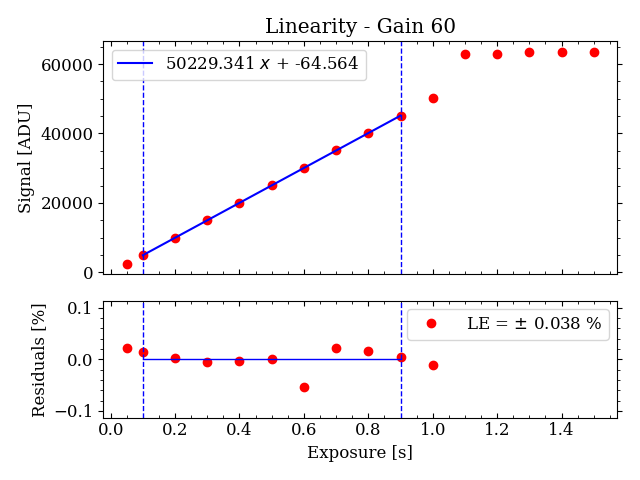 Linearity - Gain 60
50229.341 x + -64.564
Signal [ADU]
60000
40000
20000
0
LE = ± 0.038 %
Residuals [%]
0.1
0.0
−0.1
0.0 0.2 0.4 0.6 0.8 1.0 1.2 1.4
Exposure [s]